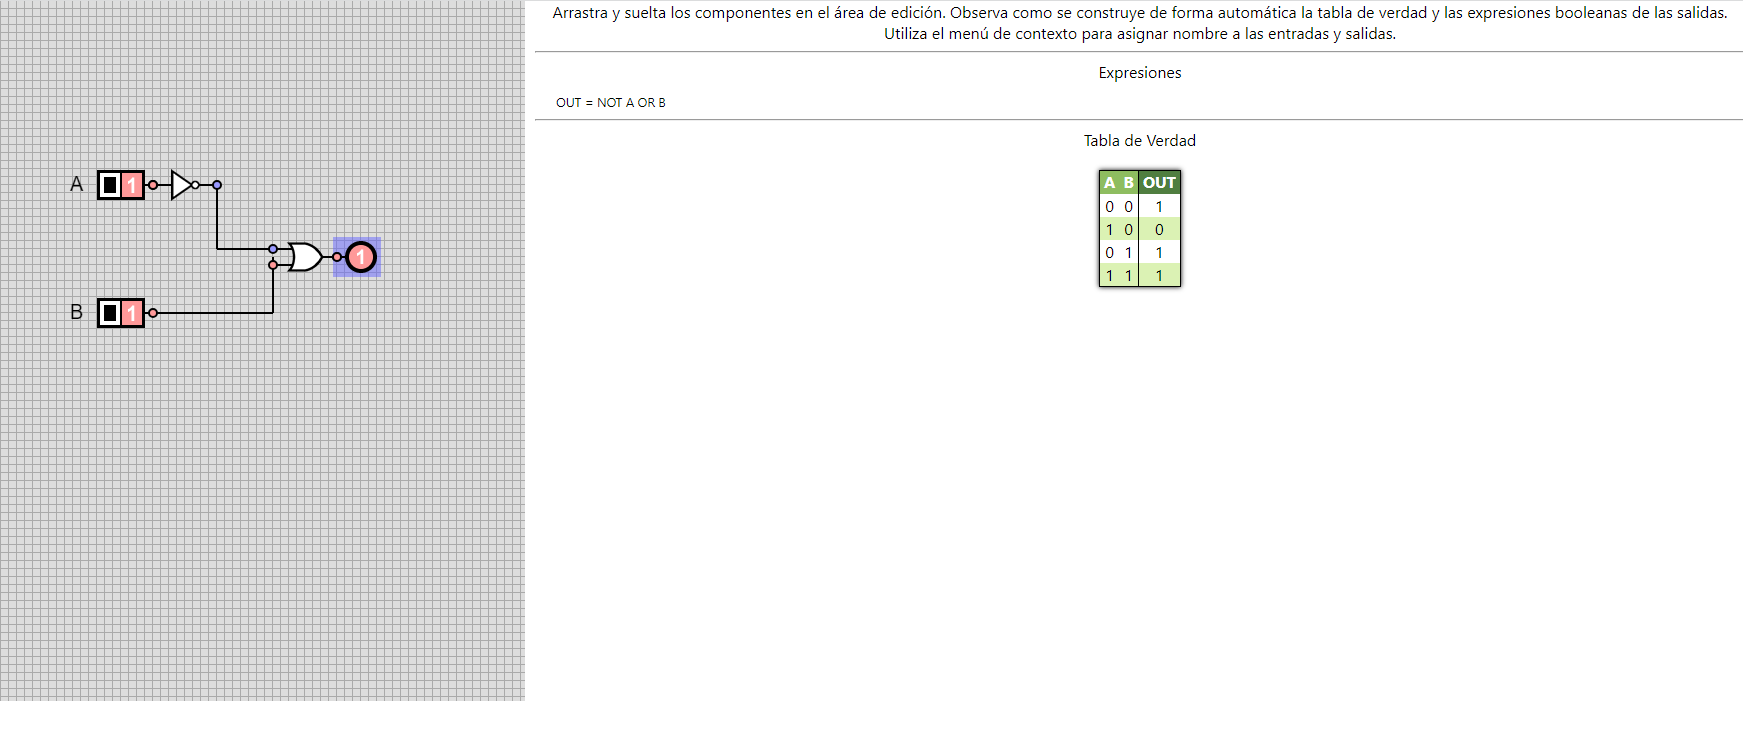 Arrastra y suelta los componentes en el área de edición. Observa como se construye de forma automática la tabla de verdad y las expresiones booleanas de las salidas.
Utiliza el menú de contexto para asignar nombre a las entradas y salidas.
Expresiones
OUT = NOT A OR B
Tabla de Verdad
A B OUT
0 0 1
1 0 0
0 1 1
1 1 1
A 1
1
B 1